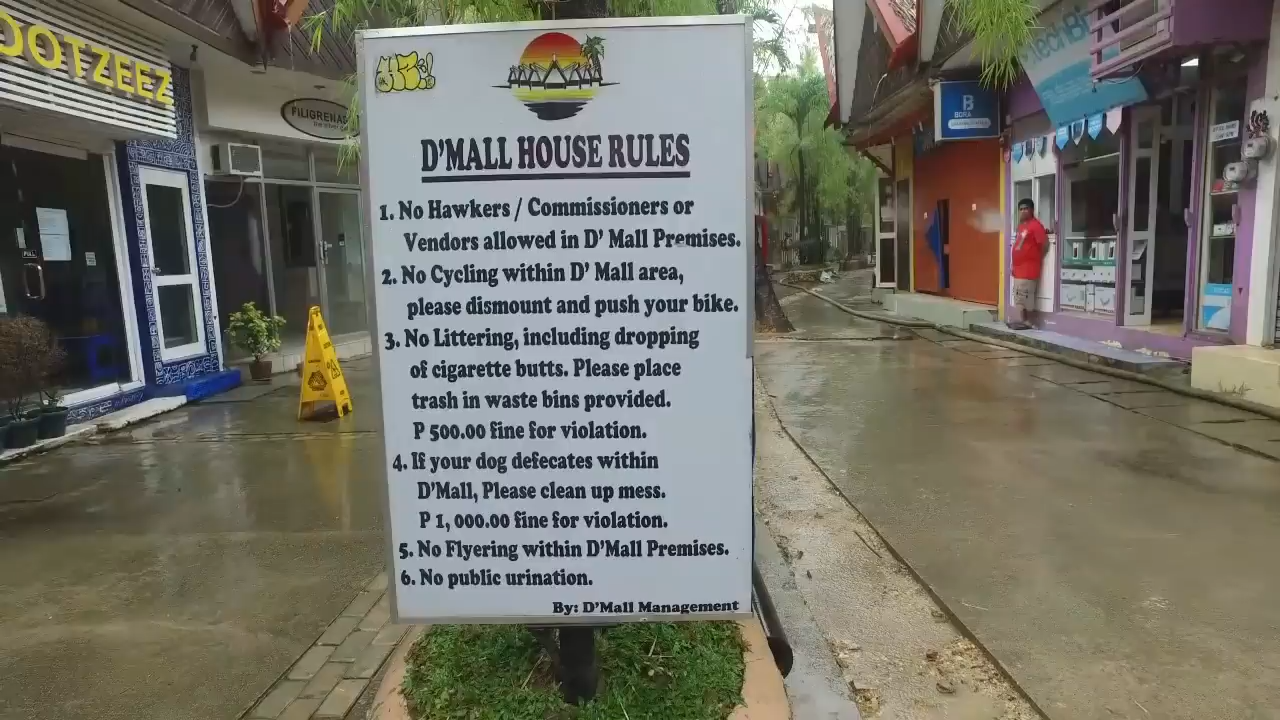 OOTZEEZ
FILIGRENASIA
PULL
D'MALL HOUSE RULES
1. No Hawkers / Commissioners or
Vendors allowed in D' Mall Premises.
2. No Cycling within D' Mall area,
please dismount and push your bike.
3. No Littering, including dropping
of cigarette butts. Please place
trash in waste bins provided.
P 500.00 fine for violation.
4. If your dog defecates within
D'Mall, Please clean up mess.
P 1, 000.00 fine for violation.
5. No Flyering within D'Mall Premises.
6. No public urination.
By: D'Mall Management
B